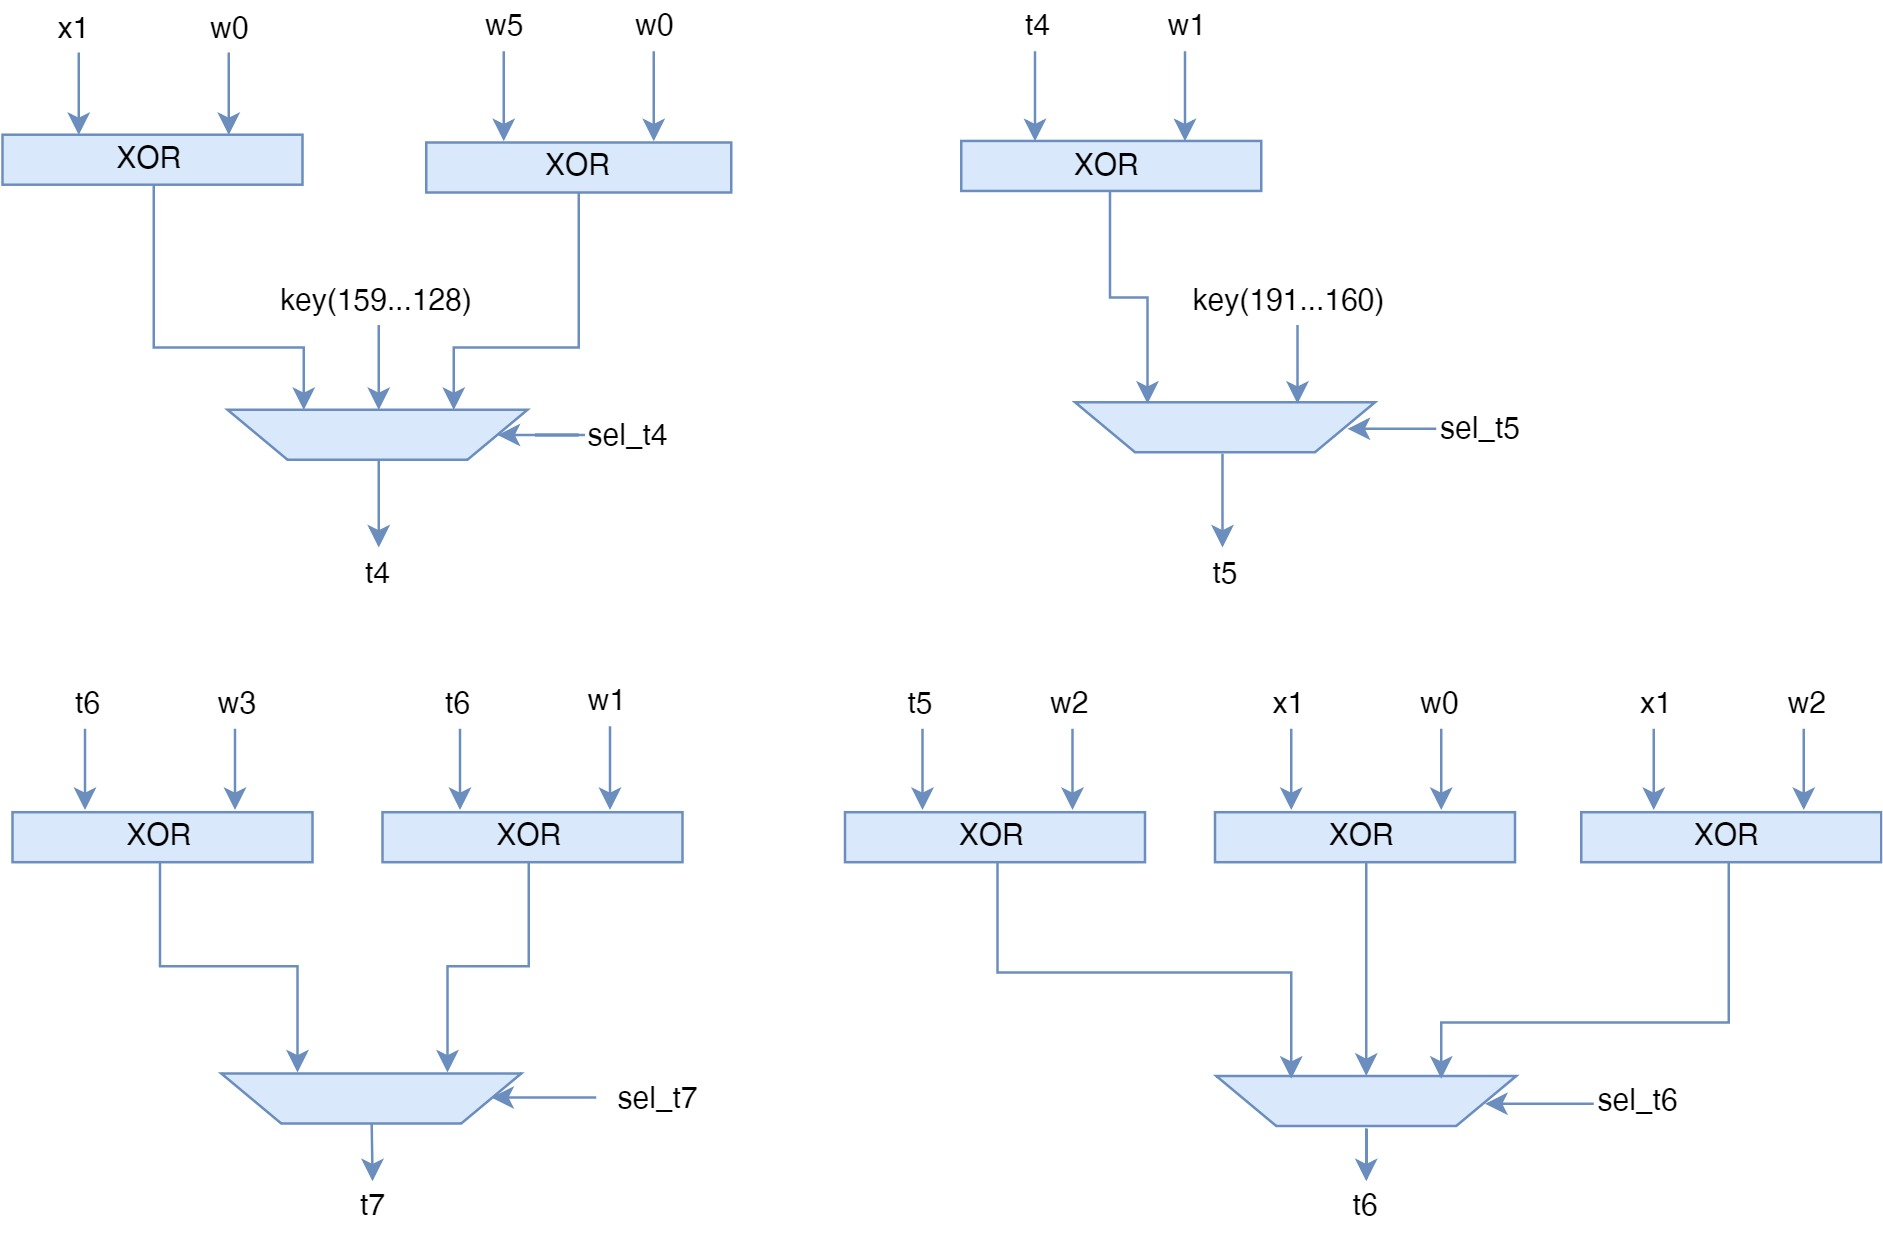 x1 w0 w5 w0
XOR XOR
key(159...128)
sel_t4
t4
t4 w1
XOR
key(191...160)
sel_t5
t5
t6 w3 t6 w1
XOR XOR
sel_t7
t7
t5 w2 x1 w0 x1 w2
XOR XOR XOR
sel_t6
t6